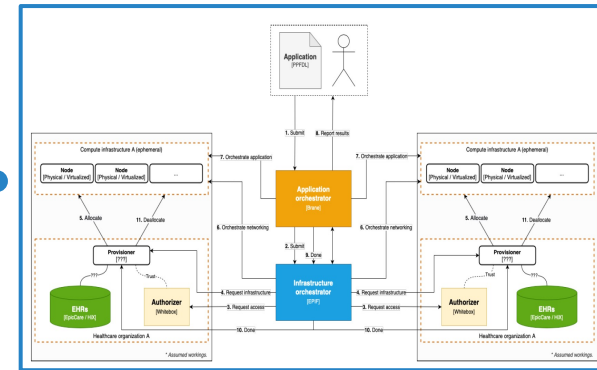 Application
[PPFDL]
1. Submit
8. Report results
Compute infrastructure A (ephemeral)
Node
[Physical / Virtualized]
Node
[Physical / Virtualized]
...
7. Orchestrate application
Application
orchestrator
[Brane]
7. Orchestrate application
Compute infrastructure A (ephemeral)
Node
[Physical / Virtualized]
Node
[Physical / Virtualized]
...
5. Allocate
11. Deallocate
6. Orchestrate networking
2. Submit
9. Done
6. Orchestrate networking
5. Allocate
11. Deallocate
Provisioner
[???]
???
Trust
EHRs
[EpicCare / HiX]
Authorizer
[Whitebox]
Healthcare organization A
* Assumed workings.
4. Request infrastructure
3. Request access
10. Done
Infrastructure
orchestrator
[EPIF]
4. Request infrastructure
3. Request access
10. Done
Provisioner
[???]
Trust
???
Authorizer
[Whitebox]
EHRs
[EpicCare / HiX]
Healthcare organization A
* Assumed workings.